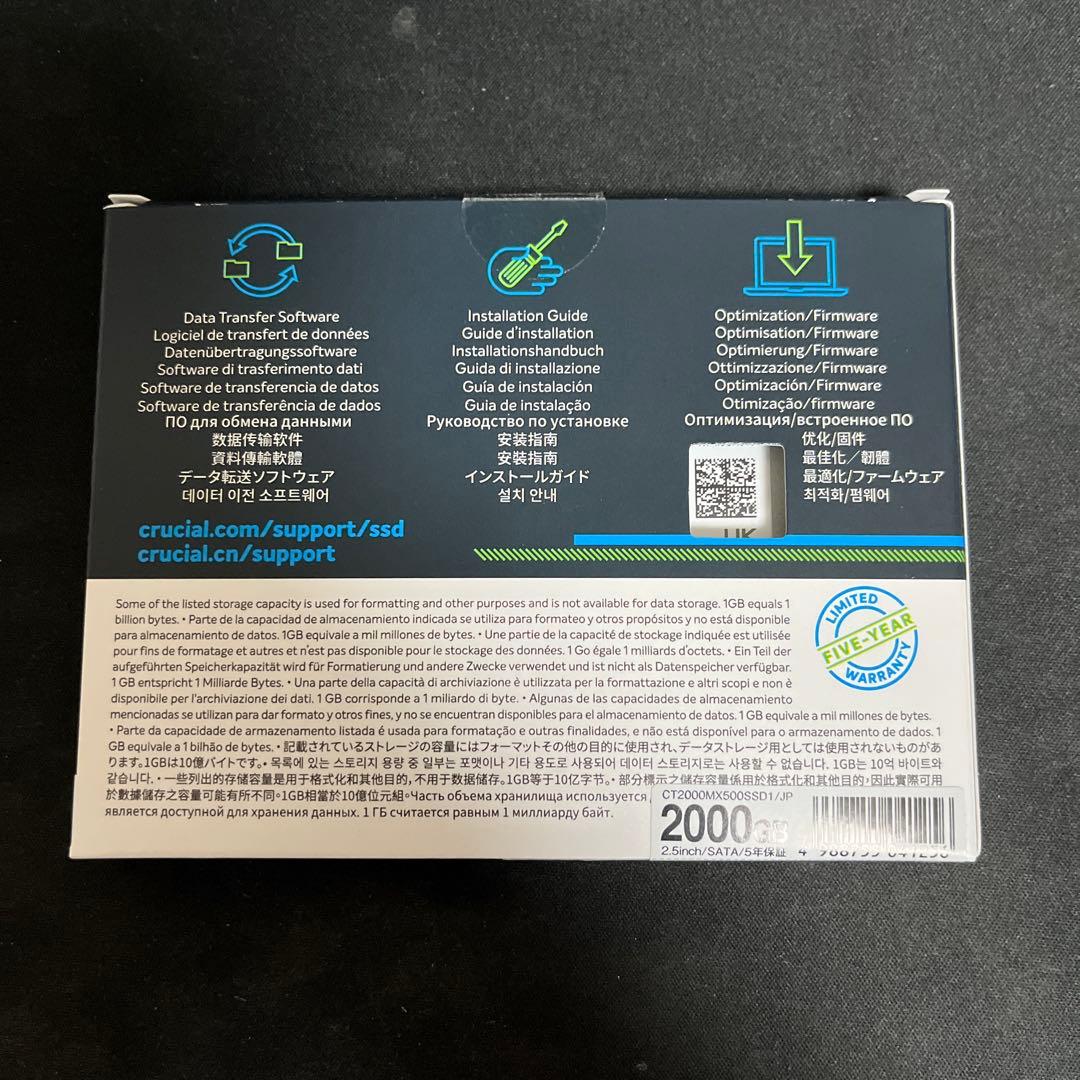 Data Transfer Software
Logiciel de transfert de données
Datenübertragungssoftware
Software di trasferimento dati
Software de transferencia de datos
Software de transferência de dados
ПО для обмена данными
数据传输软件
資料傳輸軟體
データ転送ソフトウェア
데이터 이전 소프트웨어
Installation Guide
Guide d'installation
Installationshandbuch
Guida di installazione
Guía de instalación
Guia de instalação
Руководство по установке
安装指南
安裝指南
インストールガイド
설치 안내
Optimization/Firmware
Optimisation/Firmware
Optimierung/Firmware
Ottimizzazione/Firmware
Optimización/Firmware
Otimização/firmware
Оптимизация/встроенное ПО
优化/固件
最佳化／韌體
最適化/ファームウェア
최적화/펌웨어
UK
crucial.com/support/ssd
crucial.cn/support
Some of the listed storage capacity is used for formatting and other purposes and is not available for data storage. 1GB equals 1
billion bytes. • Parte de la capacidad de almacenamiento indicada se utiliza para formateo y otros propósitos y no está disponible
para almacenamiento de datos. 1GB equivale a mil millones de bytes. • Une partie de la capacité de stockage indiquée est utilisée
pour fins de formatage et autres et n'est pas disponible pour le stockage des données. 1 Go égale 1 milliards d'octets. • Ein Teil der
aufgeführten Speicherkapazität wird für Formatierung und andere Zwecke verwendet und ist nicht als Datenspeicher verfügbar.
1 GB entspricht 1 Milliarde Bytes. • Una parte della capacità di archiviazione è utilizzata per la formattazione e altri scopi e non è
disponibile per l'archiviazione dei dati. 1 GB corrisponde a 1 miliardo di byte. • Algunas de las capacidades de almacenamiento
mencionadas se utilizan para dar formato y otros fines, y no se encuentran disponibles para el almacenamiento de datos. 1 GB equivale a mil millones de bytes.
• Parte da capacidade de armazenamento listada é usada para formatação e outras finalidades, e não está disponível para o armazenamento de dados. 1
GB equivale a 1 bilhão de bytes. • 記載されているストレージの容量にはフォーマットその他の目的に使用され、データストレージ用としては使用されないものがあ
ります。1GBは10億バイトです。• 목록에 있는 스토리지 용량 중 일부는 포맷이나 기타 용도로 사용되어 데이터 스토리지로는 사용할 수 없습니다. 1GB는 10억 바이트와
같습니다. • 一些列出的存储容量是用于格式化和其他目的，不用于数据储存。1GB等于10亿字节。• 部分標示之儲存容量係用於格式化和其他目的，因此實際可用
於數據儲存之容量可能有所不同。1GB相當於10億位元組。•Часть объема хранилища используется
является доступной для хранения данных. 1 ГБ считается равным 1 миллиарду байт.
LIMITED
FIVE-YEAR
WARRANTY
CT2000MX500SSD1/JP
2000GB
2.5inch/SATA/5年保証
4 988755 041256